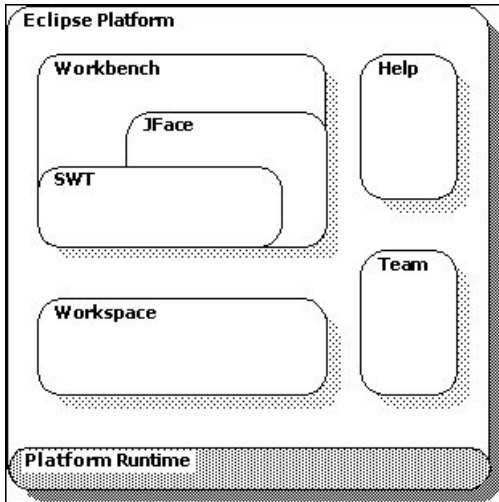 Eclipse Platform
Workbench
Help
JFace
SWT
Team
Workspace
Platform Runtime